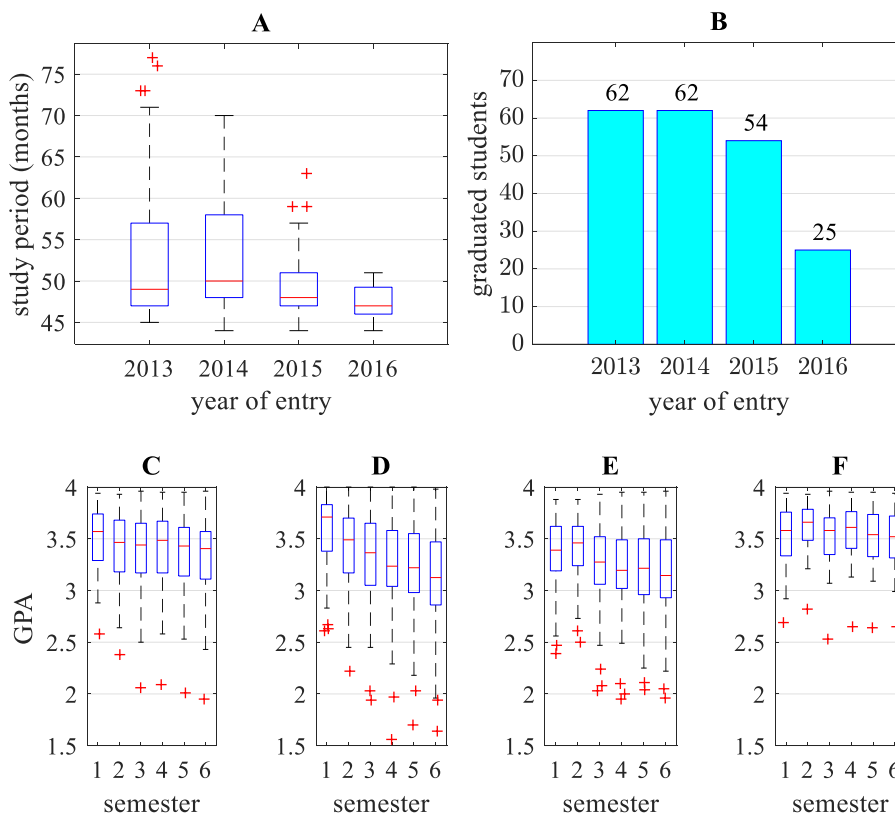 A
study period (months)
75
70
65
60
55
50
45
2013 2014 2015 2016
year of entry
B
graduated students
70
60
50
40
30
20
10
0
62
62
54
25
2013 2014 2015 2016
year of entry
C
GPA
4
3.5
3
2.5
2
1.5
1 2 3 4 5 6
semester
D
4
3.5
3
2.5
2
1.5
1 2 3 4 5 6
semester
E
4
3.5
3
2.5
2
1.5
1 2 3 4 5 6
semester
F
4
3.5
3
2.5
2
1.5
1 2 3 4 5 6
semester